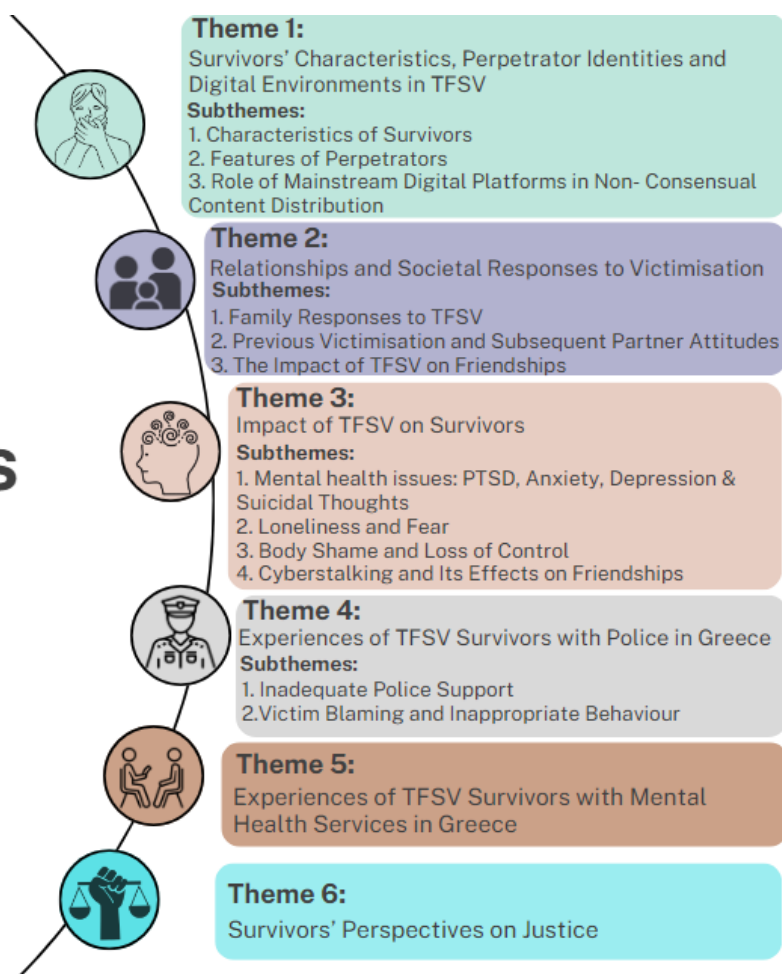 Theme 1:
Survivors' Characteristics, Perpetrator Identities and
Digital Environments in TFSV
Subthemes:
1. Characteristics of Survivors
2. Features of Perpetrators
3. Role of Mainstream Digital Platforms in Non- Consensual
Content Distribution
Theme 2:
Relationships and Societal Responses to Victimisation
Subthemes:
1. Family Responses to TFSV
2. Previous Victimisation and Subsequent Partner Attitudes
3. The Impact of TFSV on Friendships
s
Theme 3:
Impact of TFSV on Survivors
Subthemes:
1. Mental health issues: PTSD, Anxiety, Depression &
Suicidal Thoughts
2. Loneliness and Fear
3. Body Shame and Loss of Control
4. Cyberstalking and Its Effects on Friendships
Theme 4:
Experiences of TFSV Survivors with Police in Greece
Subthemes:
1. Inadequate Police Support
2.Victim Blaming and Inappropriate Behaviour
Theme 5:
Experiences of TFSV Survivors with Mental
Health Services in Greece
Theme 6:
Survivors' Perspectives on Justice